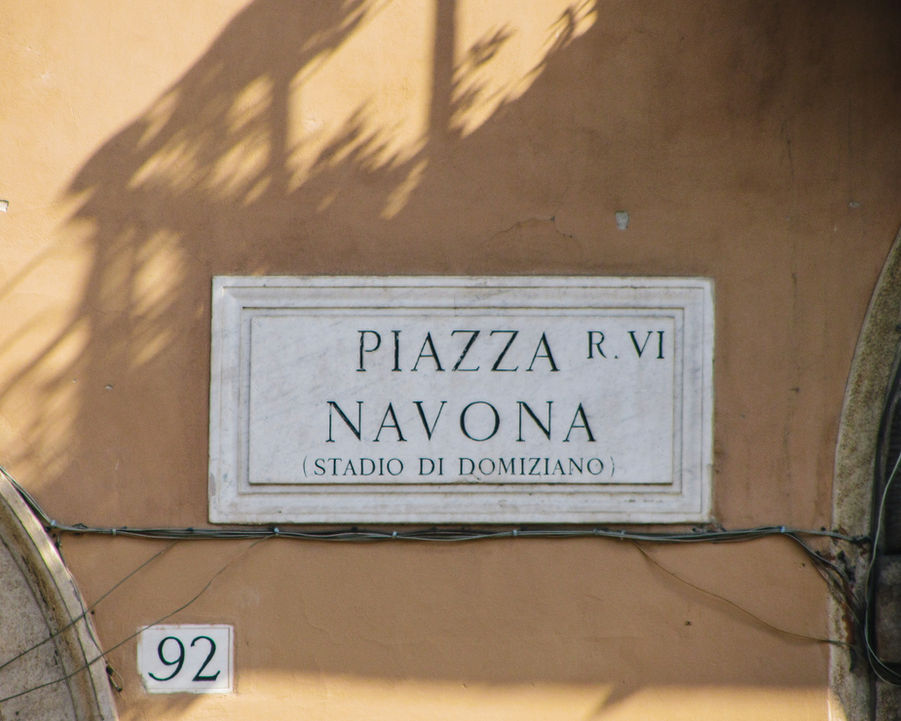 PIAZZA R. VI
NAVONA
(STADIO DI DOMIZIANO)
92